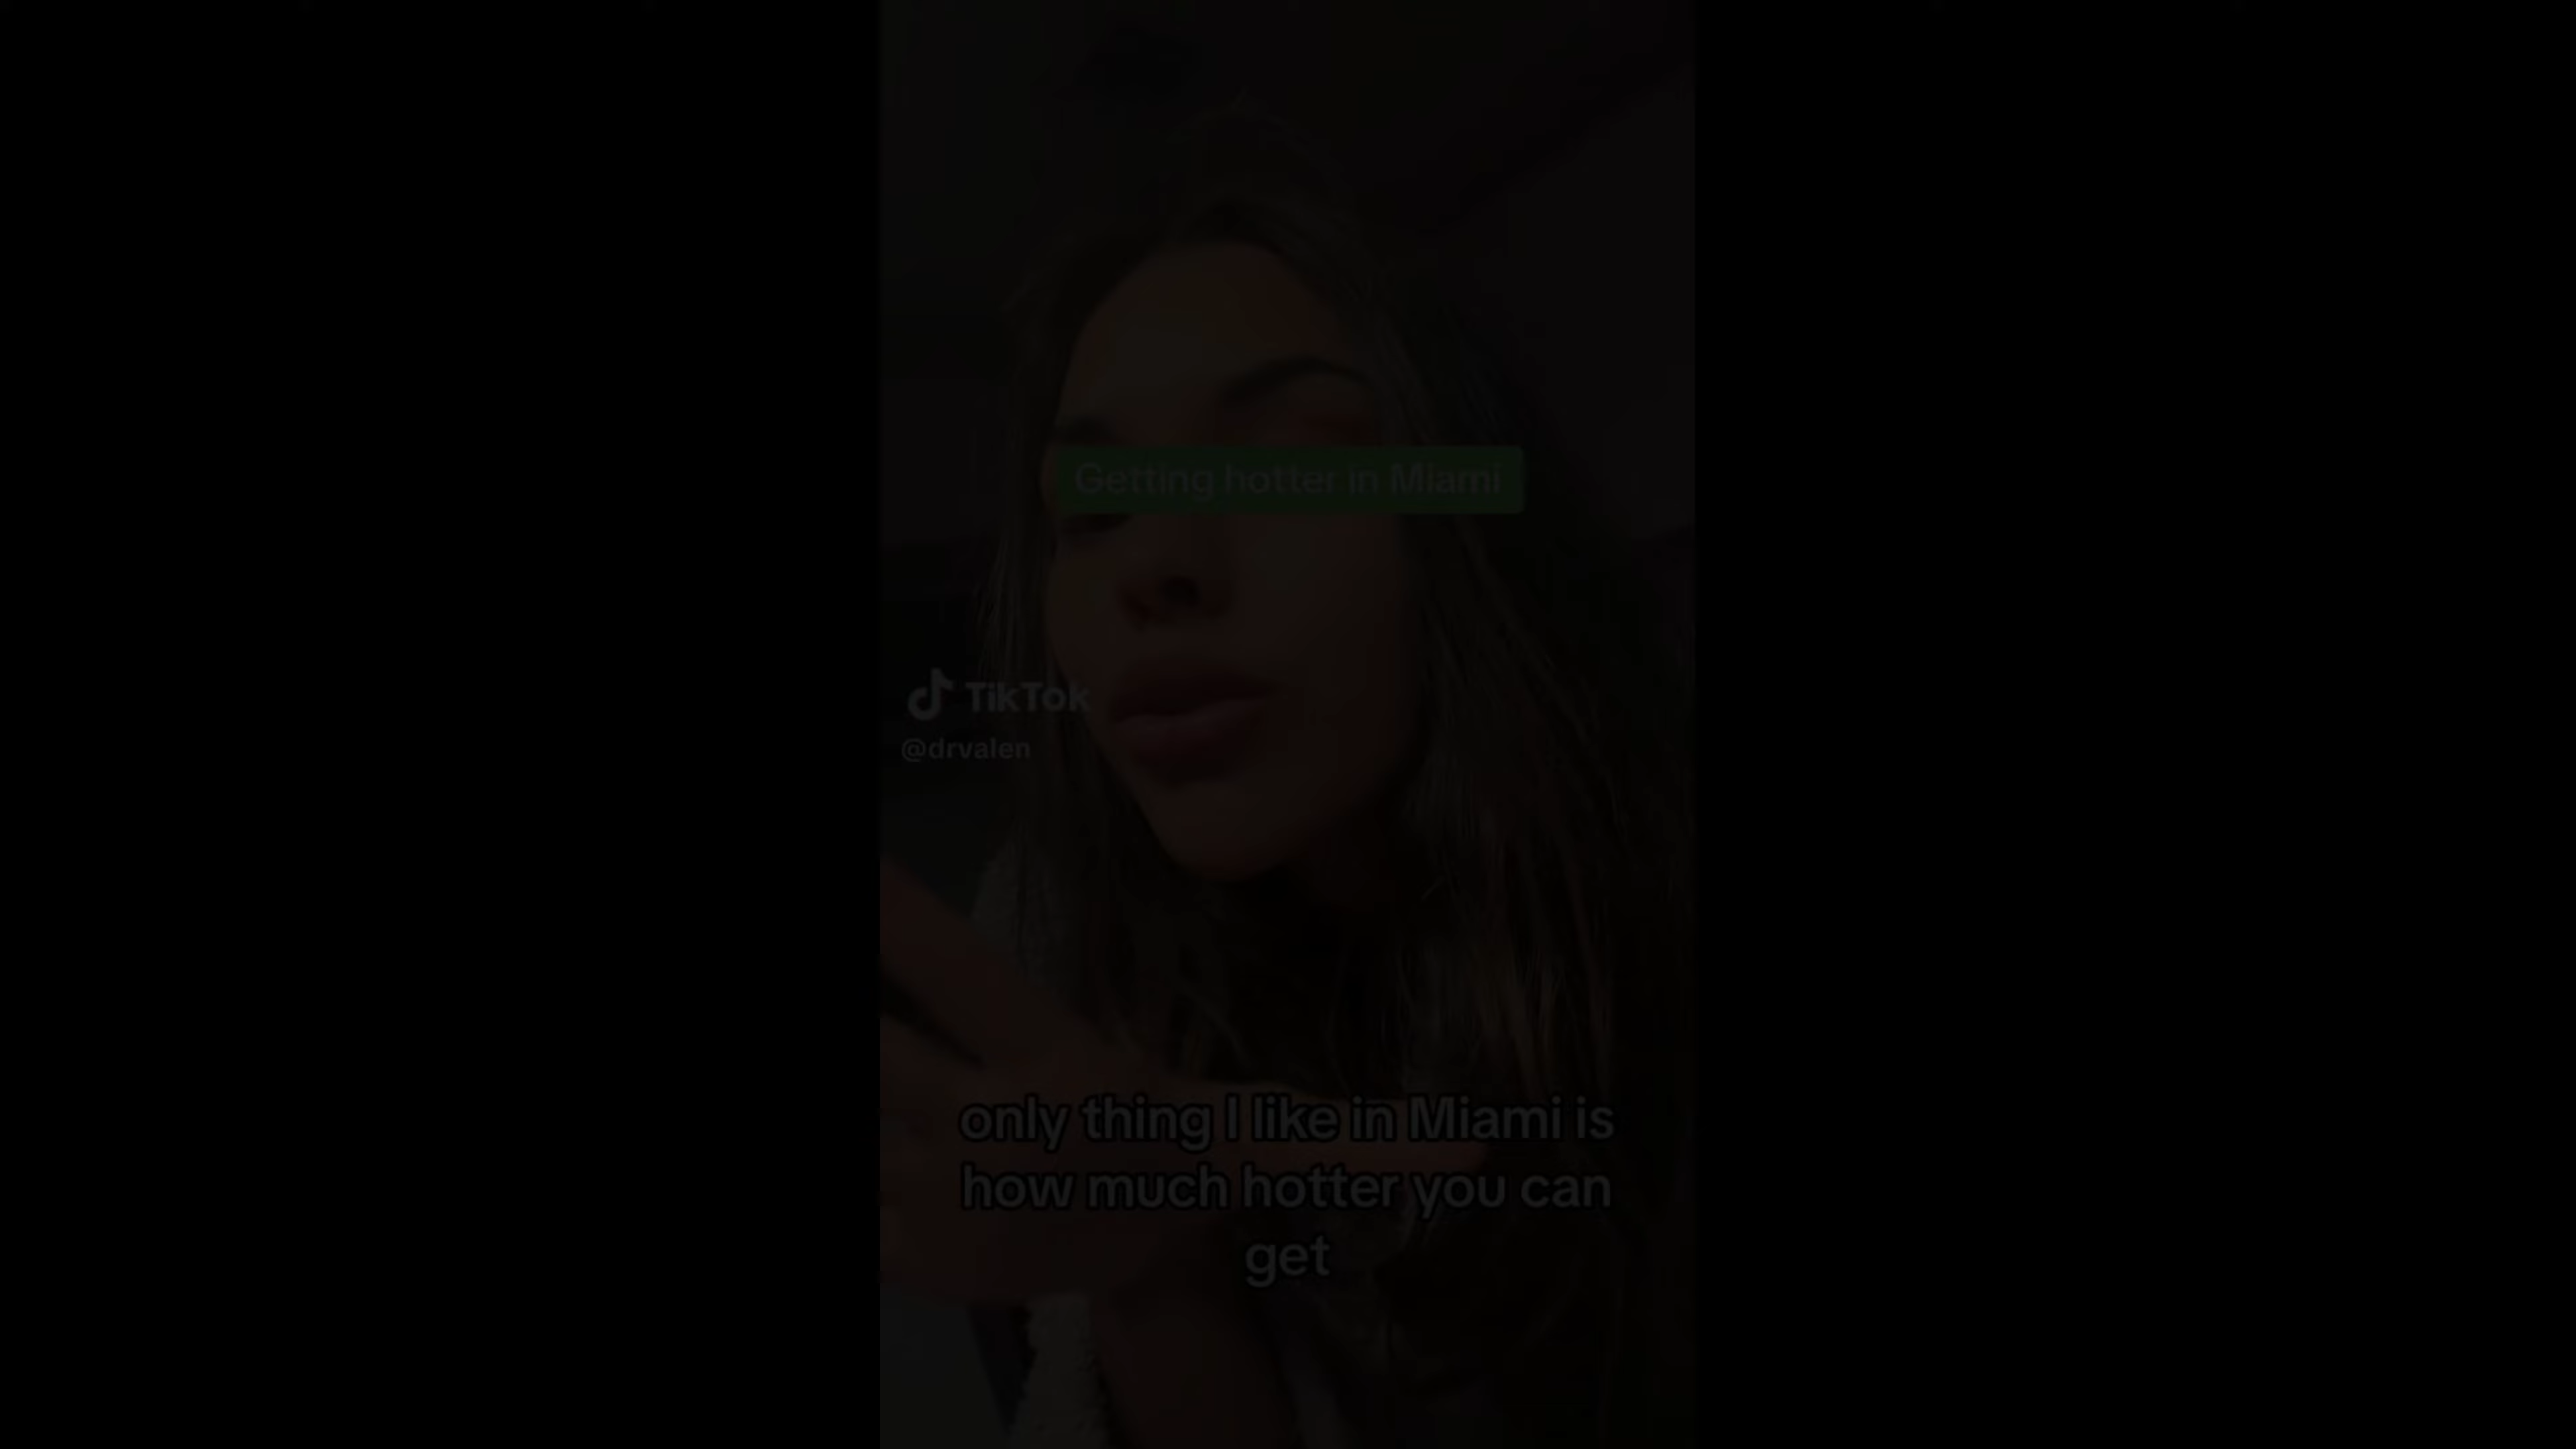 Getting hotter in Miami
TikTok
@drvalen
only thing I like in Miami is
how much hotter you can
get